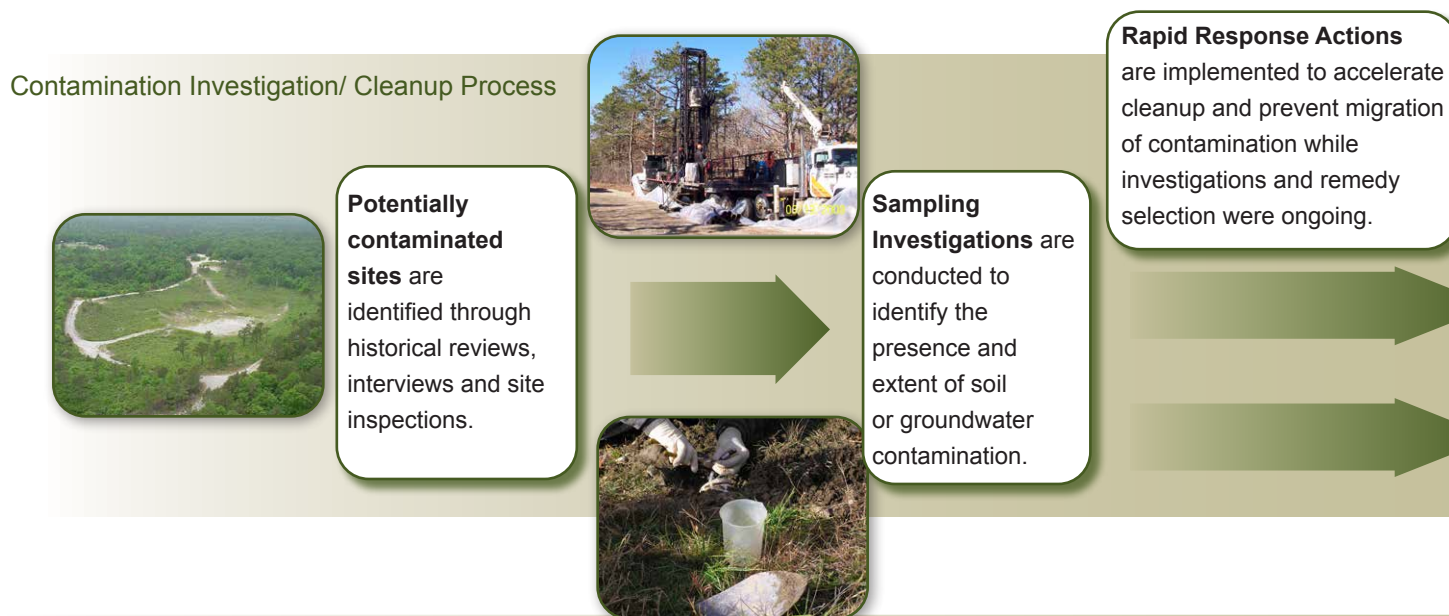 Contamination Investigation/ Cleanup Process
Potentially
contaminated
sites are
identified through
historical reviews,
interviews and site
inspections.
Sampling
Investigations are
conducted to
identify the
presence and
extent of soil
or groundwater
contamination.
Rapid Response Actions
are implemented to accelerate
cleanup and prevent migration
of contamination while
investigations and remedy
selection were ongoing.